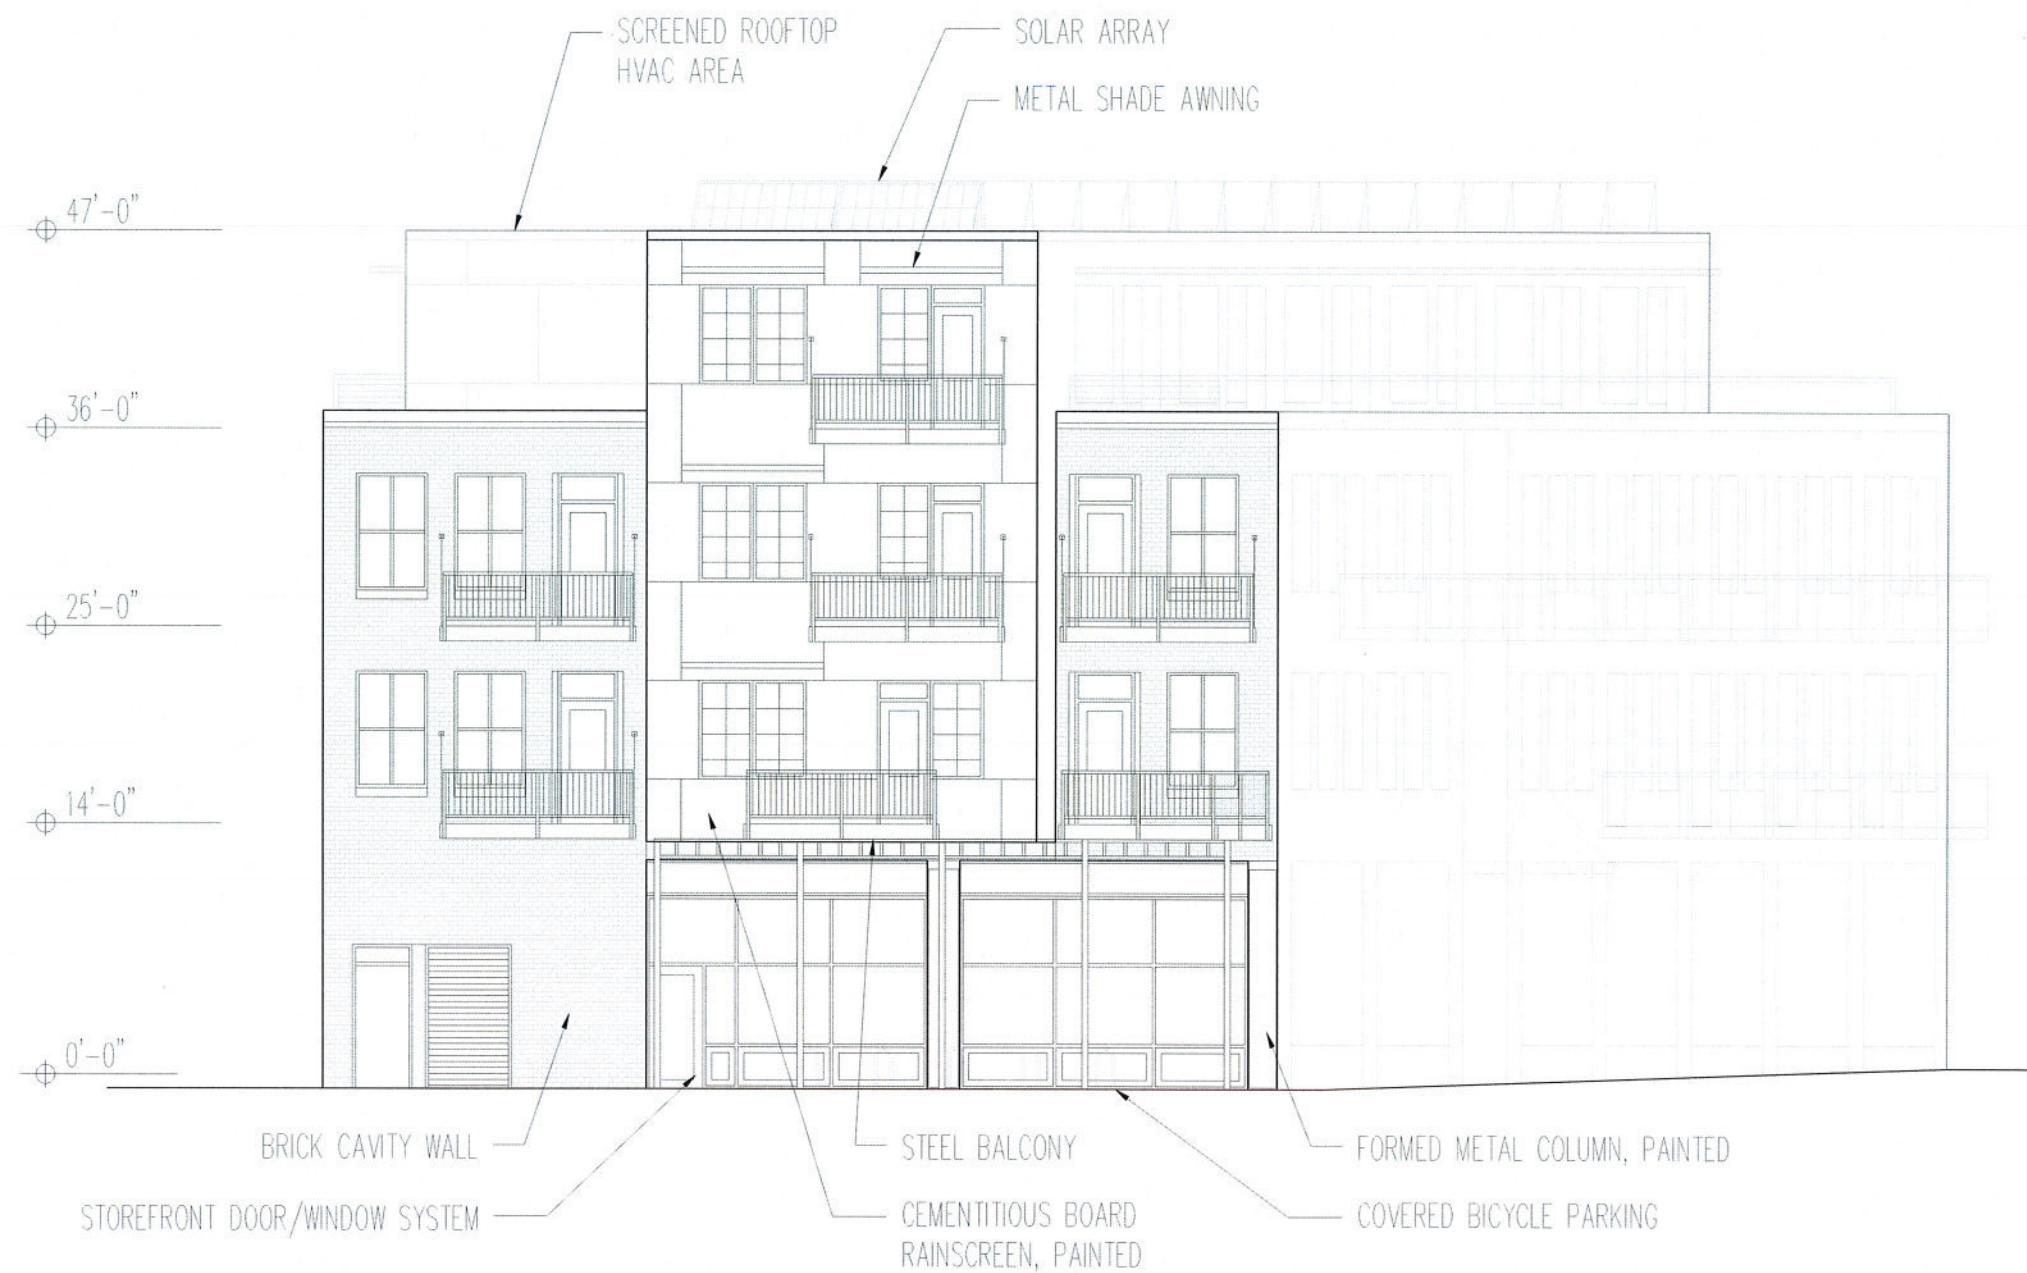 SCREENED ROOFTOP
HVAC AREA
SOLAR ARRAY
METAL SHADE AWNING
47'-0"
36'-0"
25'-0"
14'-0"
0'-0"
BRICK CAVITY WALL
STEEL BALCONY
FORMED METAL COLUMN, PAINTED
STOREFRONT DOOR/WINDOW SYSTEM
CEMENTITIOUS BOARD
RAINSCREEN, PAINTED
COVERED BICYCLE PARKING